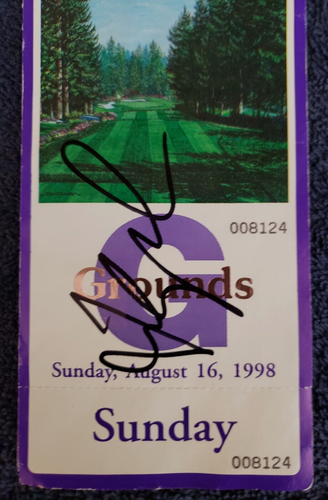 008124
G
Grounds
Sunday, August 16, 1998
Sunday
008124